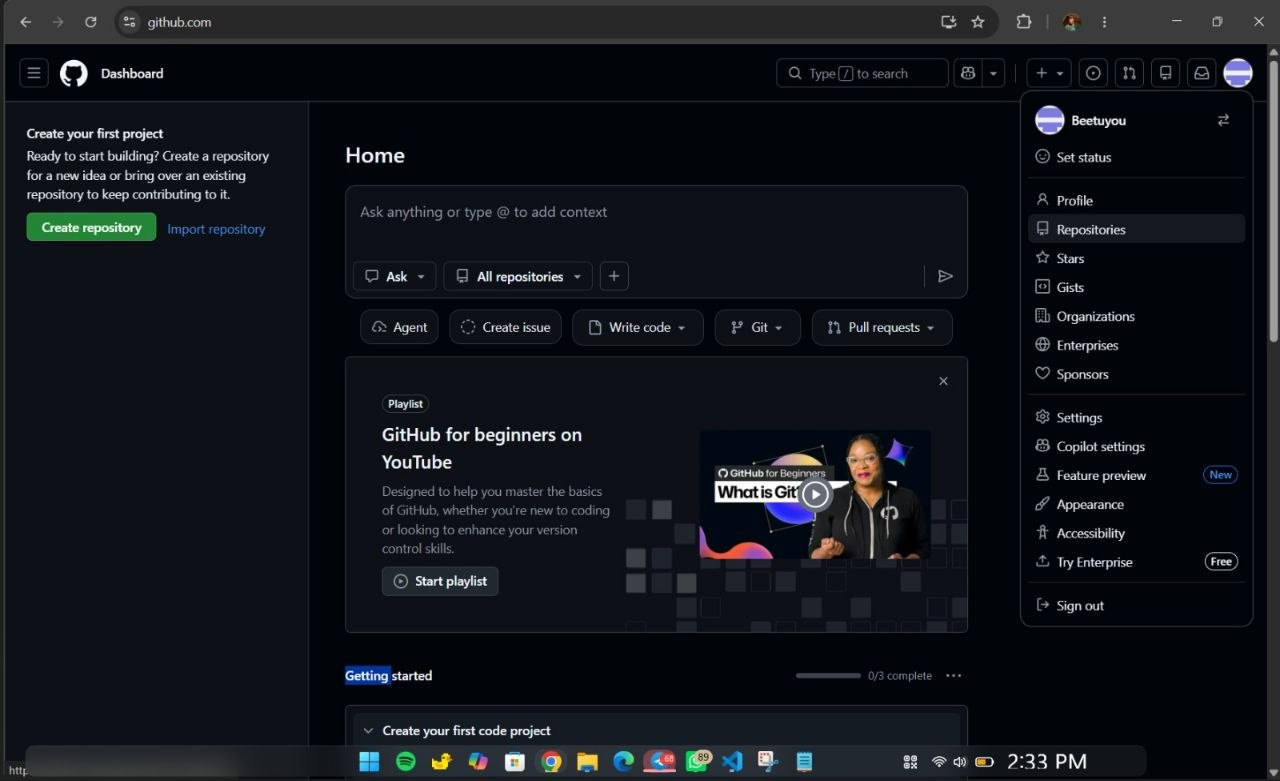 github.com
Dashboard
Type / to search
Create your first project
Ready to start building? Create a repository
for a new idea or bring over an existing
repository to keep contributing to it.
Create repository
Import repository
Home
Ask anything or type @ to add context
Ask
All repositories
Agent
Create issue
Write code
Git
Pull requests
Playlist
GitHub for beginners on
YouTube
Designed to help you master the basics
of GitHub, whether you're new to coding
or looking to enhance your version
control skills.
Start playlist
GitHub for Beginners
What is Git?
Getting started
0/3 complete
Create your first code project
Beetuyou
Set status
Profile
Repositories
Stars
Gists
Organizations
Enterprises
Sponsors
Settings
Copilot settings
Feature preview
New
Appearance
Accessibility
Try Enterprise
Free
Sign out
68
89
2:33 PM